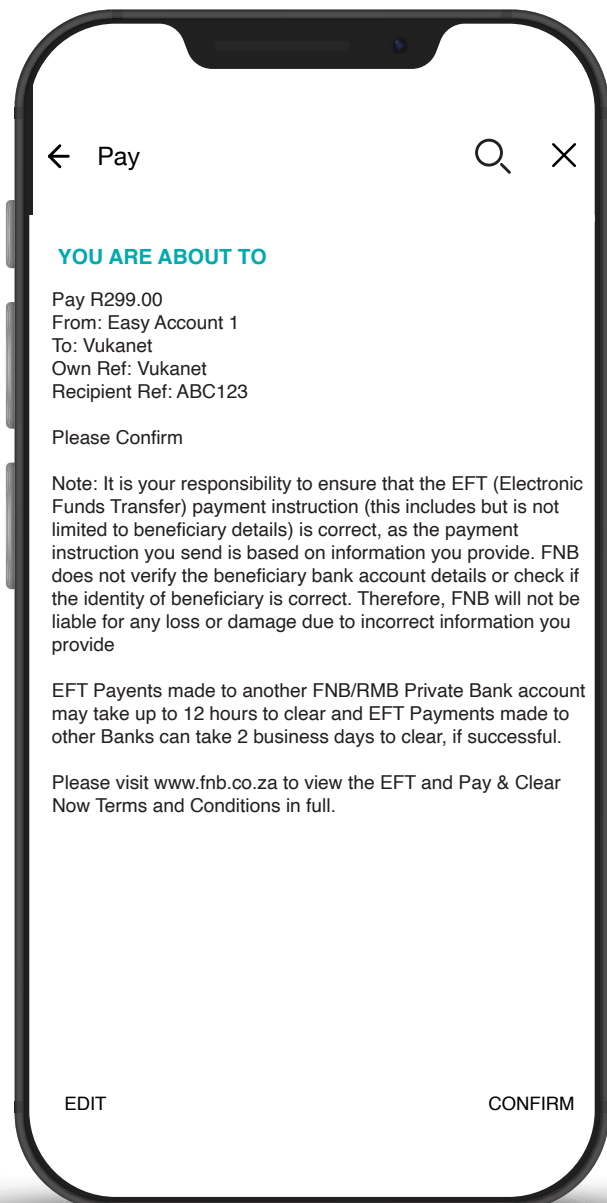 Pay
YOU ARE ABOUT TO
Pay R299.00
From: Easy Account 1
To: Vukanet
Own Ref: Vukanet
Recipient Ref: ABC123
Please Confirm
Note: It is your responsibility to ensure that the EFT (Electronic
Funds Transfer) payment instruction (this includes but is not
limited to beneficiary details) is correct, as the payment
instruction you send is based on information you provide. FNB
does not verify the beneficiary bank account details or check if
the identity of beneficiary is correct. Therefore, FNB will not be
liable for any loss or damage due to incorrect information you
provide
EFT Payents made to another FNB/RMB Private Bank account
may take up to 12 hours to clear and EFT Payments made to
other Banks can take 2 business days to clear, if successful.
Please visit www.fnb.co.za to view the EFT and Pay & Clear
Now Terms and Conditions in full.
EDIT
CONFIRM